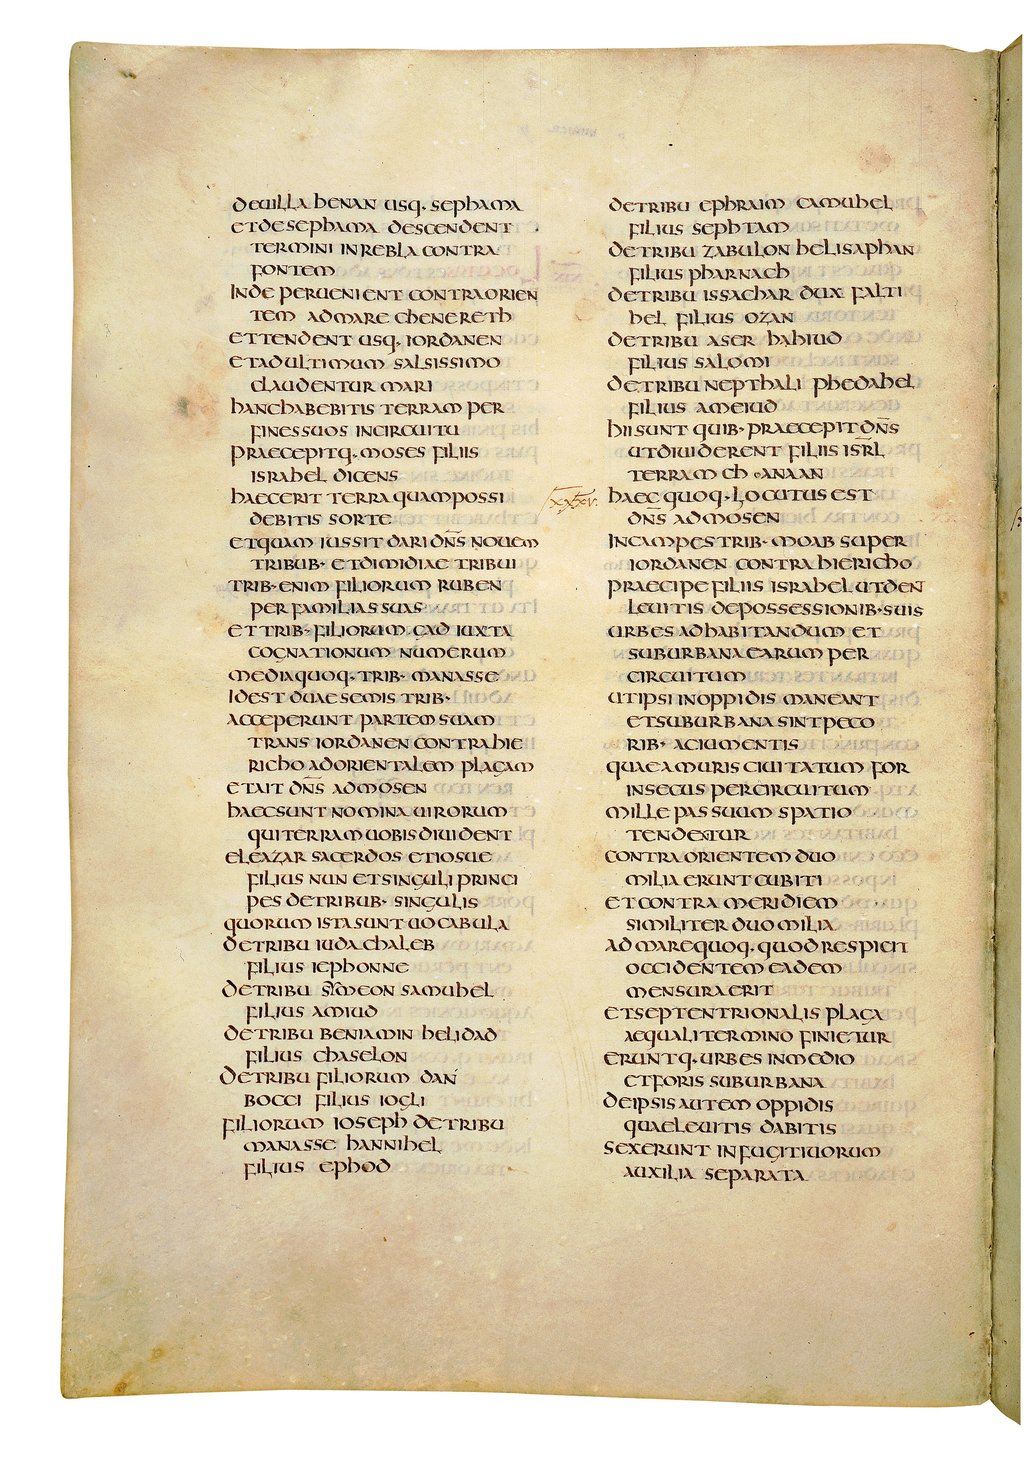 deuilla henan usq· sephama
et de sephama descendent
termini in rebla contra
fontem
inde peruenient contra orien
tem ad mare chenereth
et tendent usq· iordanen
et ad ultimum salsissimo
claudentur mari
hanc habebitis terram per
fines suos in circuitu
praecepitq· moses filiis
israhel dicens
haec erit terra quam possi
debitis sorte
et quam iussit dari dn̄s nouem
tribub· et dimidiae tribui
trib· enim filiorum ruben
per familias suas
et trib· filiorum gad iuxta
cognationum numerum
media quoq· trib· manasse
id est duae semis trib·
acceperunt partem suam
trans iordanen contra hie
richo ad orientalem plagam
et ait dn̄s ad mosen
haec sunt nomina uirorum
qui terram uobis diuident
eleazar sacerdos et iosue
filius nun et singuli princi
pes de tribub· singulis
quorum ista sunt uocabula
de tribu iuda chaleb
filius iephonne
de tribu symeon samuhel
filius amiud
de tribu beniamin helidad
filius chaselon
de tribu filiorum dan
bocci filius iogli
filiorum ioseph de tribu
manasse hannihel
filius ephod
de tribu ephraim camuhel
filius sephtam
de tribu zabulon helisaphan
filius pharnach
de tribu issachar dux falti
hel filius ozan
de tribu aser hahiud
filius salomi
de tribu nepthali phedahel
filius ameiud
hii sunt quib· praecepit dn̄s
ut diuiderent filiis isr̄l
terram chanaan
xxxv·
haec quoq· locutus est
dn̄s ad mosen
in campestrib· moab super
iordanen contra hiericho
praecipe filiis israhel ut den
leuitis de possessionib· suis
urbes ad habitandum et
suburbana earum per
circuitum
ut ipsi in oppidis maneant
et suburbana sint peco
rib· ac iumentis
quae a muris ciuitatum for
insecus per circuitum
mille passuum spatio
tendetur
contra orientem duo
milia erunt cubiti
et contra meridiem
similiter duo milia
ad mare quoq· quod respicit
occidentem eadem
mensura erit
et septentrionalis plaga
aequali termino finietur
eruntq· urbes in medio
et foris suburbana
de ipsis autem oppidis
quae leuitis dabitis
sex erunt in fugitiuorum
auxilia separata